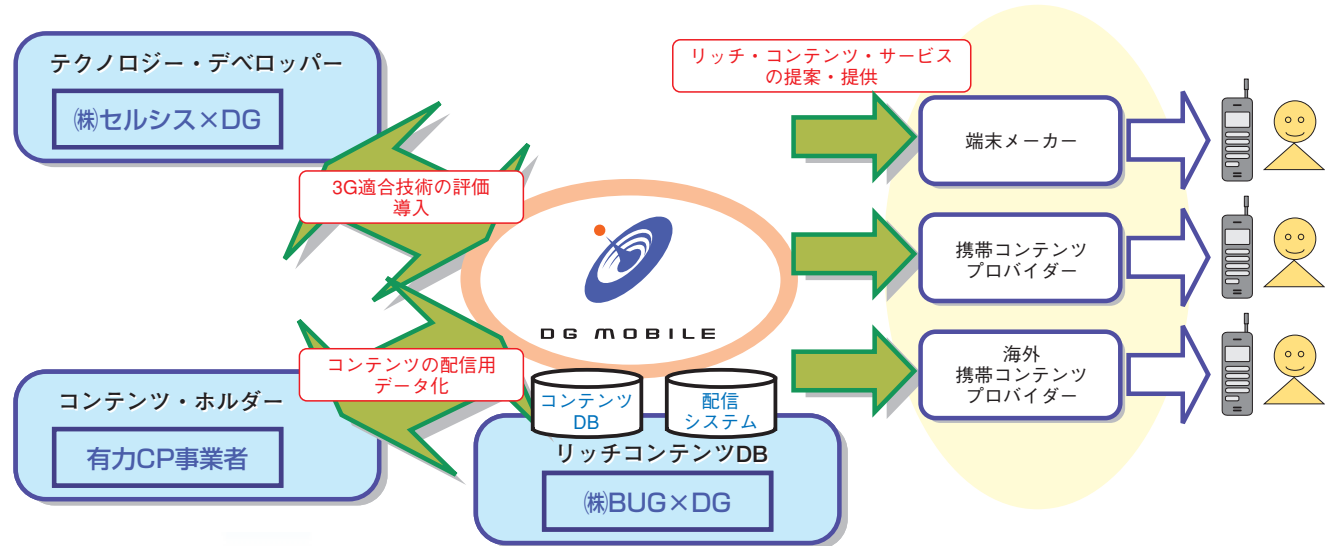 テクノロジー・デベロッパー
㈱セルシス×DG
3G適合技術の評価
導入
コンテンツの配信用
データ化
コンテンツ・ホルダー
有力CP事業者
DG MOBILE
コンテンツ
DB
配信
システム
リッチコンテンツDB
㈱BUG×DG
リッチ・コンテンツ・サービス
の提案・提供
端末メーカー
携帯コンテンツ
プロバイダー
海外
携帯コンテンツ
プロバイダー